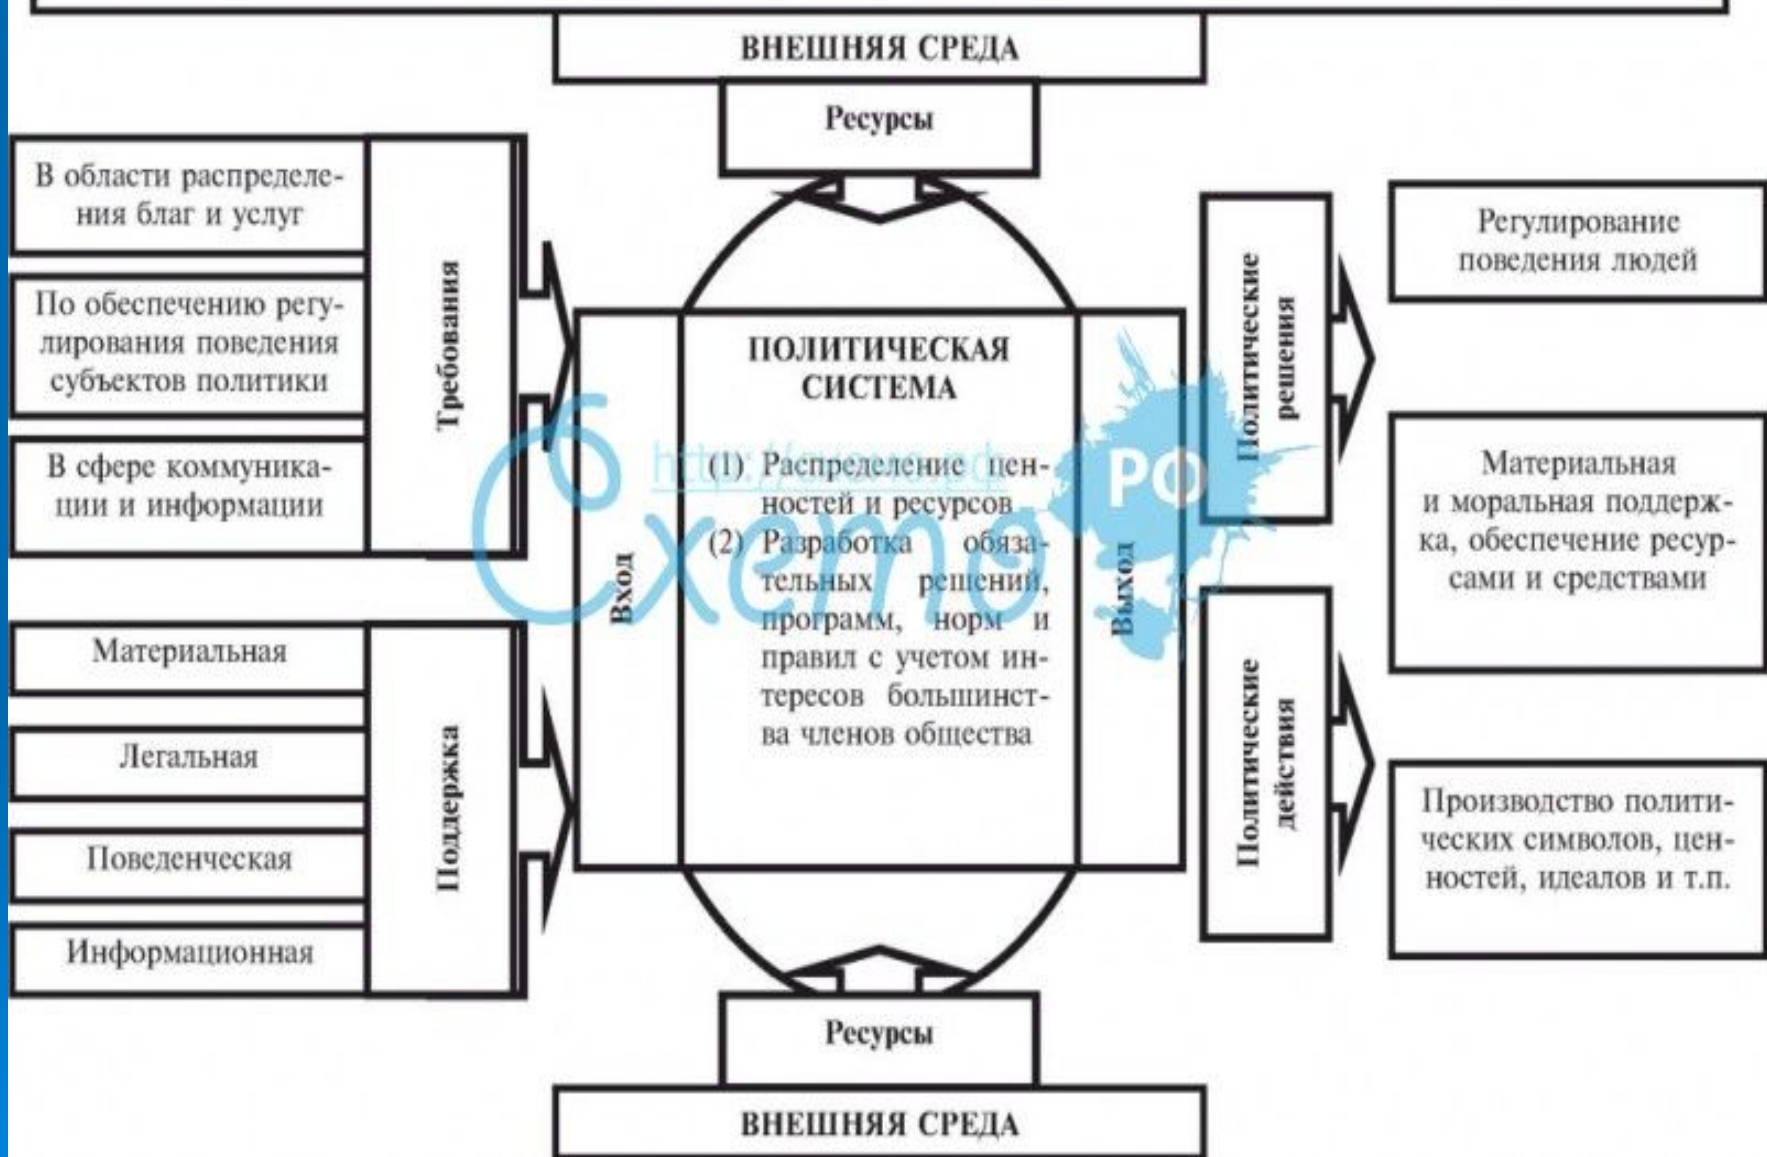 ВНЕШНЯЯ СРЕДА
Ресурсы
В области распределе-
ния благ и услуг
По обеспечению регу-
лирования поведения
субъектов политики
В сфере коммуника-
ции и информации
Требования
Материальная
Легальная
Поведенческая
Информационная
Поддержка
Вход
ПОЛИТИЧЕСКАЯ
СИСТЕМА
(1) Распределение цен-
ностей и ресурсов
(2) Разработка обяза-
тельных решений,
программ, норм и
правил с учетом ин-
тересов большинст-
ва членов общества
Выход
Политические
решения
Политические
действия
Регулирование
поведения людей
Материальная
и моральная поддерж-
ка, обеспечение ресур-
сами и средствами
Производство полити-
ческих символов, цен-
ностей, идеалов и т.п.
Ресурсы
ВНЕШНЯЯ СРЕДА
Схемо
РО